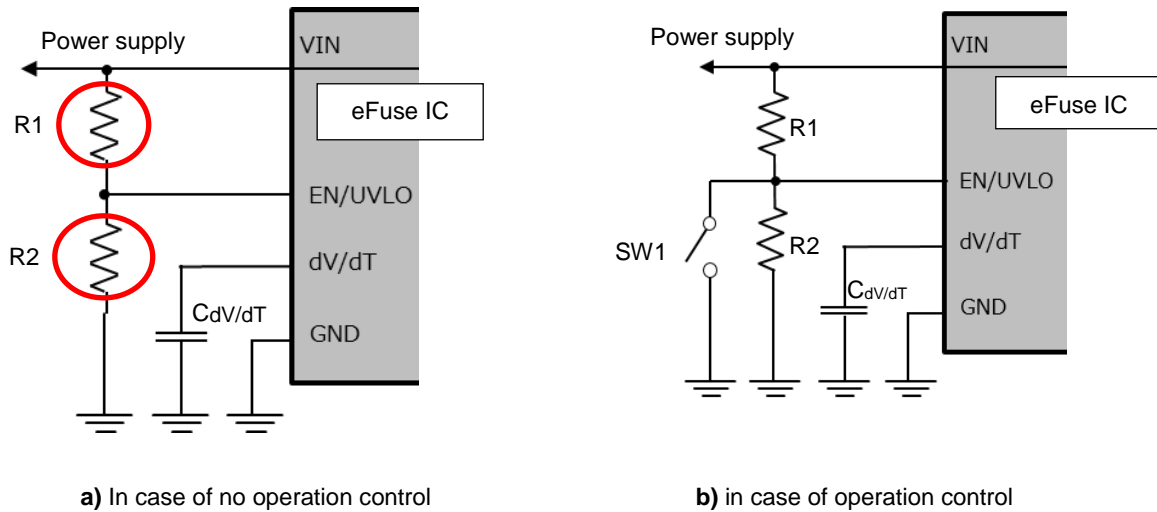 Power supply
VIN
eFuse IC
R1
EN/UVLO
R2
dV/dT
CdV/dT
GND
a) In case of no operation control
Power supply
VIN
eFuse IC
R1
EN/UVLO
SW1
R2
dV/dT
CdV/dT
GND
b) in case of operation control